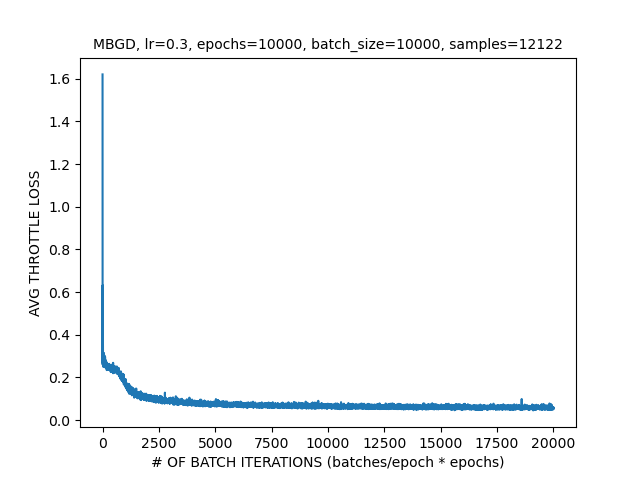 MBGD, lr=0.3, epochs=10000, batch_size=10000, samples=12122
AVG THROTTLE LOSS
1.6
1.4
1.2
1.0
0.8
0.6
0.4
0.2
0.0
0 2500 5000 7500 10000 12500 15000 17500 20000
# OF BATCH ITERATIONS (batches/epoch * epochs)